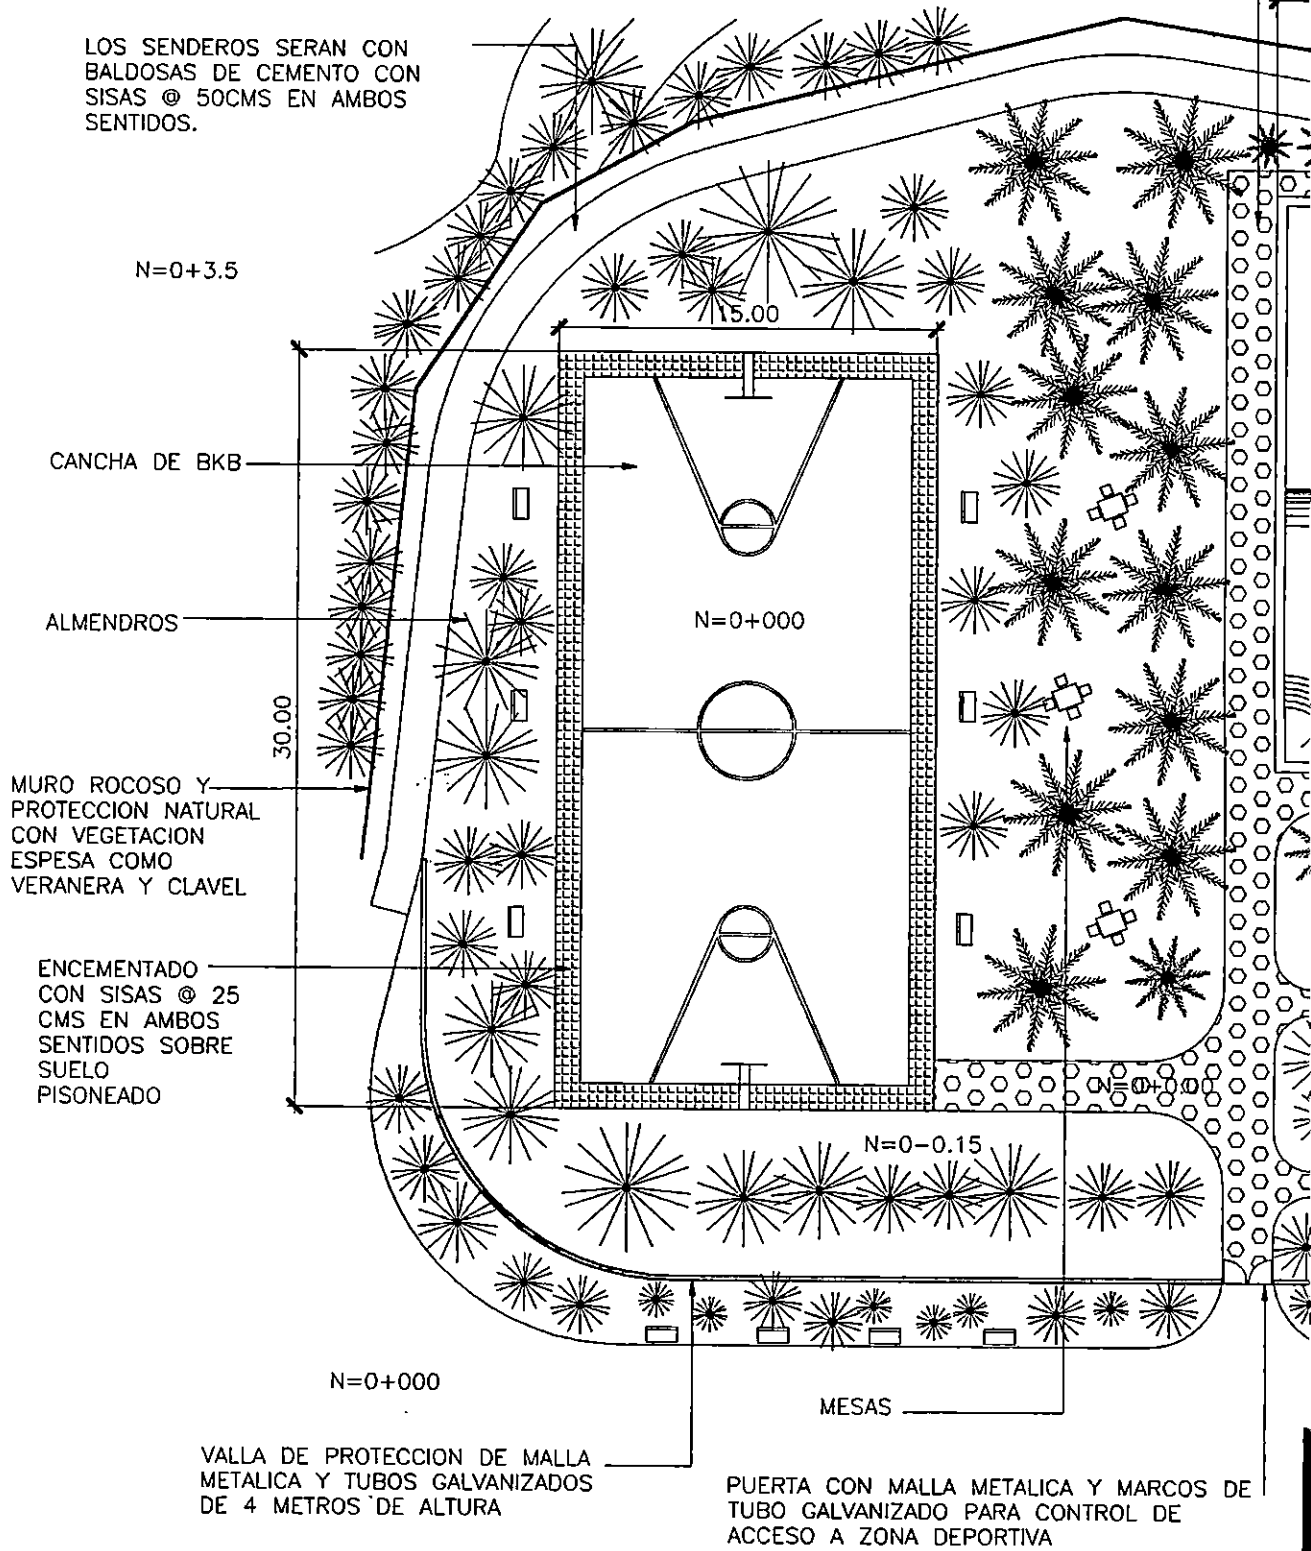 LOS SENDEROS SERAN CON
BALDOSAS DE CEMENTO CON
SISAS @ 50CMS EN AMBOS
SENTIDOS.
N=0+3.5
15.00
CANCHA DE BKB
ALMENDROS
N=0+000
30.00
MURO ROCOSO Y
PROTECCION NATURAL
CON VEGETACION
ESPESA COMO
VERANERA Y CLAVEL
ENCEMENTADO
CON SISAS @ 25
CMS EN AMBOS
SENTIDOS SOBRE
SUELO
PISONEADO
N=0+000
N=0-0.15
N=0+000
MESAS
VALLA DE PROTECCION DE MALLA
METALICA Y TUBOS GALVANIZADOS
DE 4 METROS DE ALTURA
PUERTA CON MALLA METALICA Y MARCOS DE
TUBO GALVANIZADO PARA CONTROL DE
ACCESO A ZONA DEPORTIVA